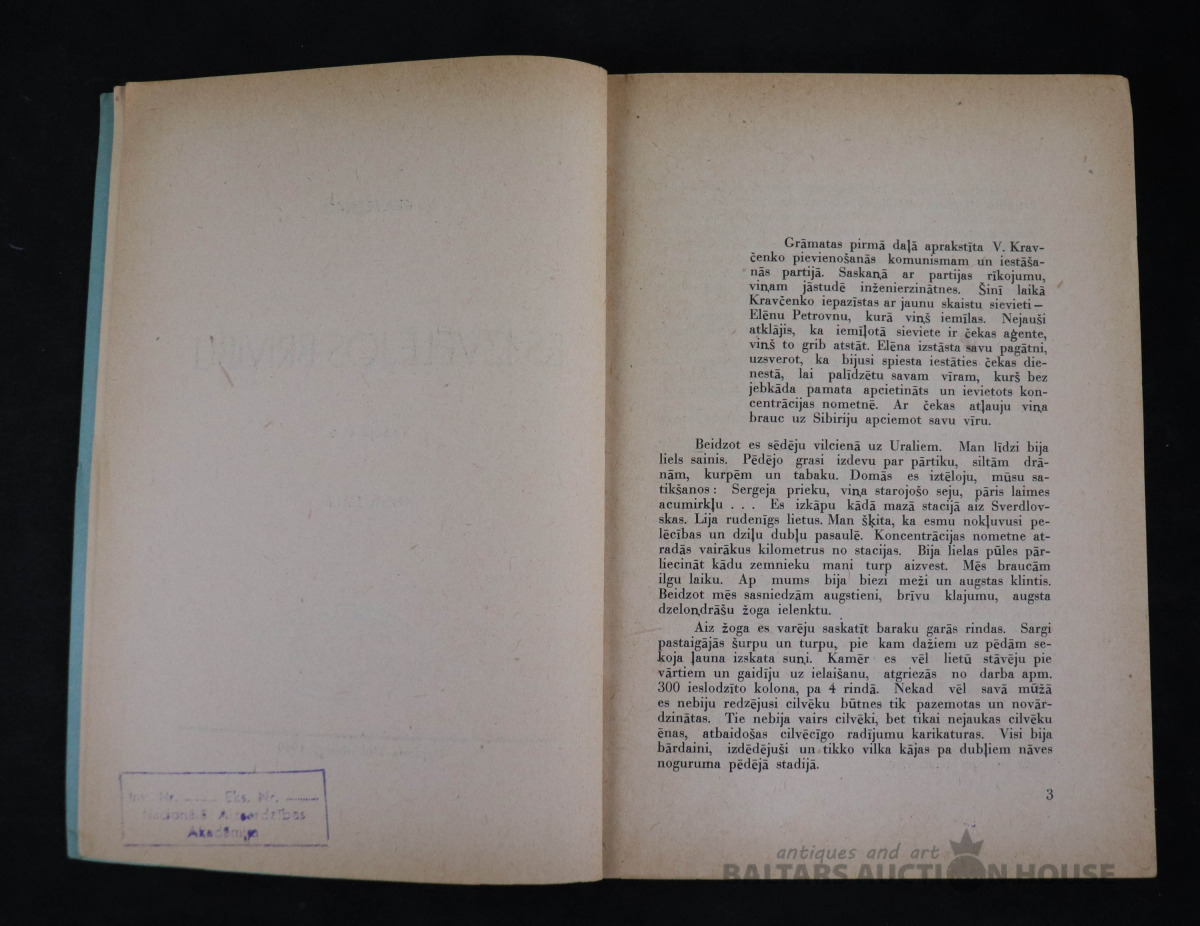 Eks. Nr.
Nacionālā Aizsardzības
Akadēmija
Grāmatas pirmā daļā aprakstīta V. Krav-
čenko pievienošanās komunismam un iestāša-
nās partijā. Saskaņā ar partijas rīkojumu,
viņam jāstudē inženierzinātnes. Šinī laikā
Kravčenko iepazīstas ar jaunu skaistu sievieti —
Elēnu Petrovnu, kurā viņš iemīlas. Nejauši
atklājis, ka iemīļotā sieviete ir čekas aģente,
viņš to grib atstāt. Elēna izstāsta savu pagātni,
uzsverot, ka bijusi spiesta iestāties čekas die-
nestā, lai palīdzētu savam vīram, kurš bez
jebkāda pamata apcietināts un ievietots kon-
centrācijas nometnē. Ar čekas atļauju viņa
brauc uz Sibiriju apciemot savu vīru.
Beidzot es sēdēju vilcienā uz Uraliem. Man līdzi bija
liels sainis. Pēdējo grasi izdevu par pārtiku, siltām drā-
nām, kurpēm un tabaku. Domās es iztēloju, mūsu sa-
tikšanos: Sergeja prieku, viņa starojošo seju, pāris laimes
acumirkļu . . . Es izkāpu kādā mazā stacijā aiz Sverdlov-
skas. Lija rudenīgs lietus. Man šķita, ka esmu nokļuvusi pe-
lēcības un dziļu dubļu pasaulē. Koncentrācijas nometne at-
radās vairākus kilometrus no stacijas. Bija lielas pūles pār-
liecināt kādu zemnieku mani turp aizvest. Mēs braucām
ilgu laiku. Ap mums bija biezi meži un augstas klintis.
Beidzot mēs sasniedzām augstieni, brīvu klajumu, augsta
dzeloņdrāšu žoga ielenktu.
Aiz žoga es varēju saskatīt baraku garās rindas. Sargi
pastaigājās šurpu un turpu, pie kam dažiem uz pēdām se-
koja ļauna izskata suņi. Kamēr es vēl lietū stāvēju pie
vārtiem un gaidīju uz ielaišanu, atgriezās no darba apm.
300 ieslodzīto kolona, pa 4 rindā. Nekad vēl savā mūžā
es nebiju redzējusi cilvēku būtnes tik pazemotas un novār-
dzinātas. Tie nebija vairs cilvēki, bet tikai nejaukas cilvēku
ēnas, atbaidošas cilvēcīgo radījumu karikaturas. Visi bija
bārdaini, izdēdējuši un tikko vilka kājas pa dubļiem nāves
noguruma pēdējā stadijā.
3
antiques and art
BALTARS AUCTION HOUSE